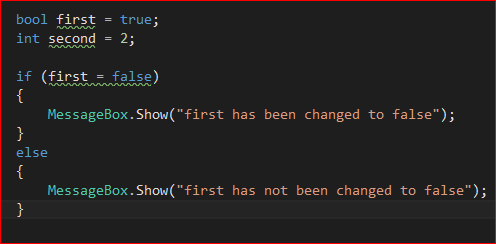 bool first = true;
int second = 2;
if (first = false)
{
MessageBox.Show("first has been changed to false");
}
else
{
MessageBox.Show("first has not been changed to false");
}